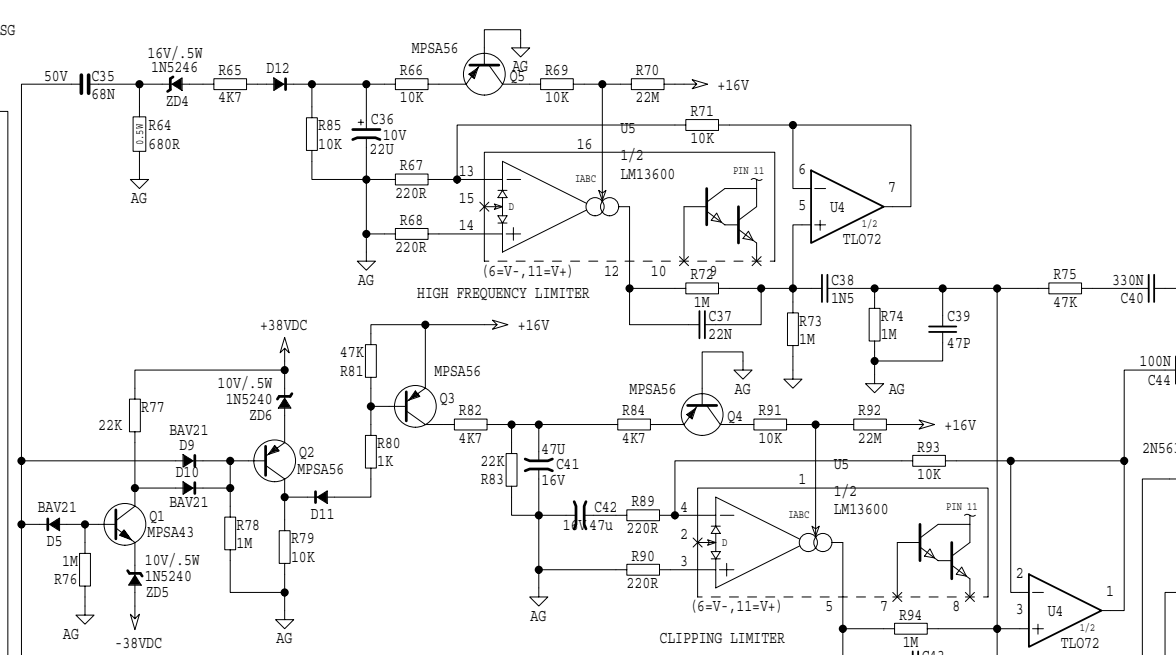 SG
50V
C35
68N
16V/.5W
1N5246
ZD4
R65
4K7
D12
R66
10K
MPSA56
AG
Q5
R69
10K
R70
22M
+16V
0.5W
R64
680R
AG
R85
10K
+
C36
10V
22U
R71
10K
U5
1/2
LM13600
16
R67
220R
13
15
14
IABC
D
PIN 11
R68
220R
AG
(6=V-,11=V+)
12
10
9
HIGH FREQUENCY LIMITER
6
5
7
U4
1/2
TLO72
R72
1M
C37
22N
R73
1M
C38
1N5
R74
1M
C39
47P
AG
R75
47K
330N
C40
100N
C44
+38VDC
10V/.5W
1N5240
ZD6
R77
22K
BAV21
D9
D10
BAV21
Q2
MPSA56
BAV21
D5
Q1
MPSA43
1M
R76
10V/.5W
1N5240
ZD5
AG
-38VDC
R78
1M
R79
10K
AG
D11
47K
R81
R80
1K
+16V
MPSA56
Q3
R82
4K7
22K
R83
47U
C41
16V
R84
4K7
MPSA56
AG
Q4
R91
10K
R92
22M
+16V
R93
10K
2N561
C42
16V
47u
R89
220R
R90
220R
AG
4
2
3
1
U5
1/2
LM13600
IABC
D
PIN 11
(6=V-,11=V+)
5
7
8
CLIPPING LIMITER
R94
1M
C43
2
3
1
U4
1/2
TLO72